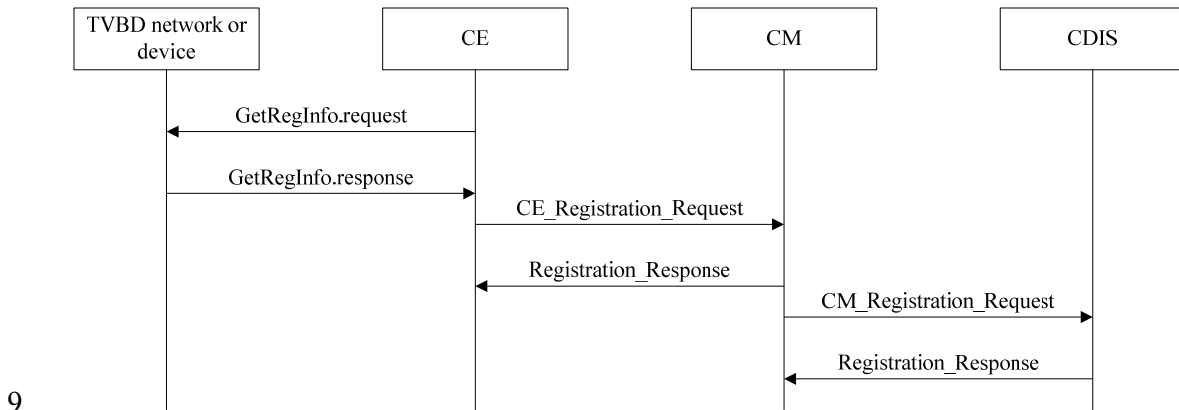 TVBD network or
device
CE
CM
CDIS
GetRegInfo.request
GetRegInfo.response
CE_Registration_Request
Registration_Response
CM_Registration_Request
Registration_Response
9